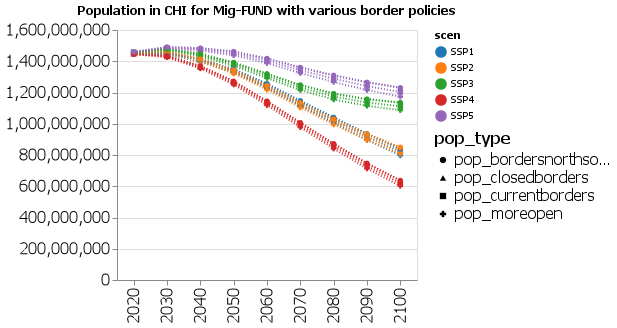 Population in CHI for Mig-FUND with various border policies
1,600,000,000
1,400,000,000
1,200,000,000
1,000,000,000
800,000,000
600,000,000
400,000,000
200,000,000
0
2020
2030
2040
2050
2060
2070
2080
2090
2100
scen
SSP1
SSP2
SSP3
SSP4
SSP5
pop_type
pop_bordersnorthso...
pop_closedborders
pop_currentborders
pop_moreopen